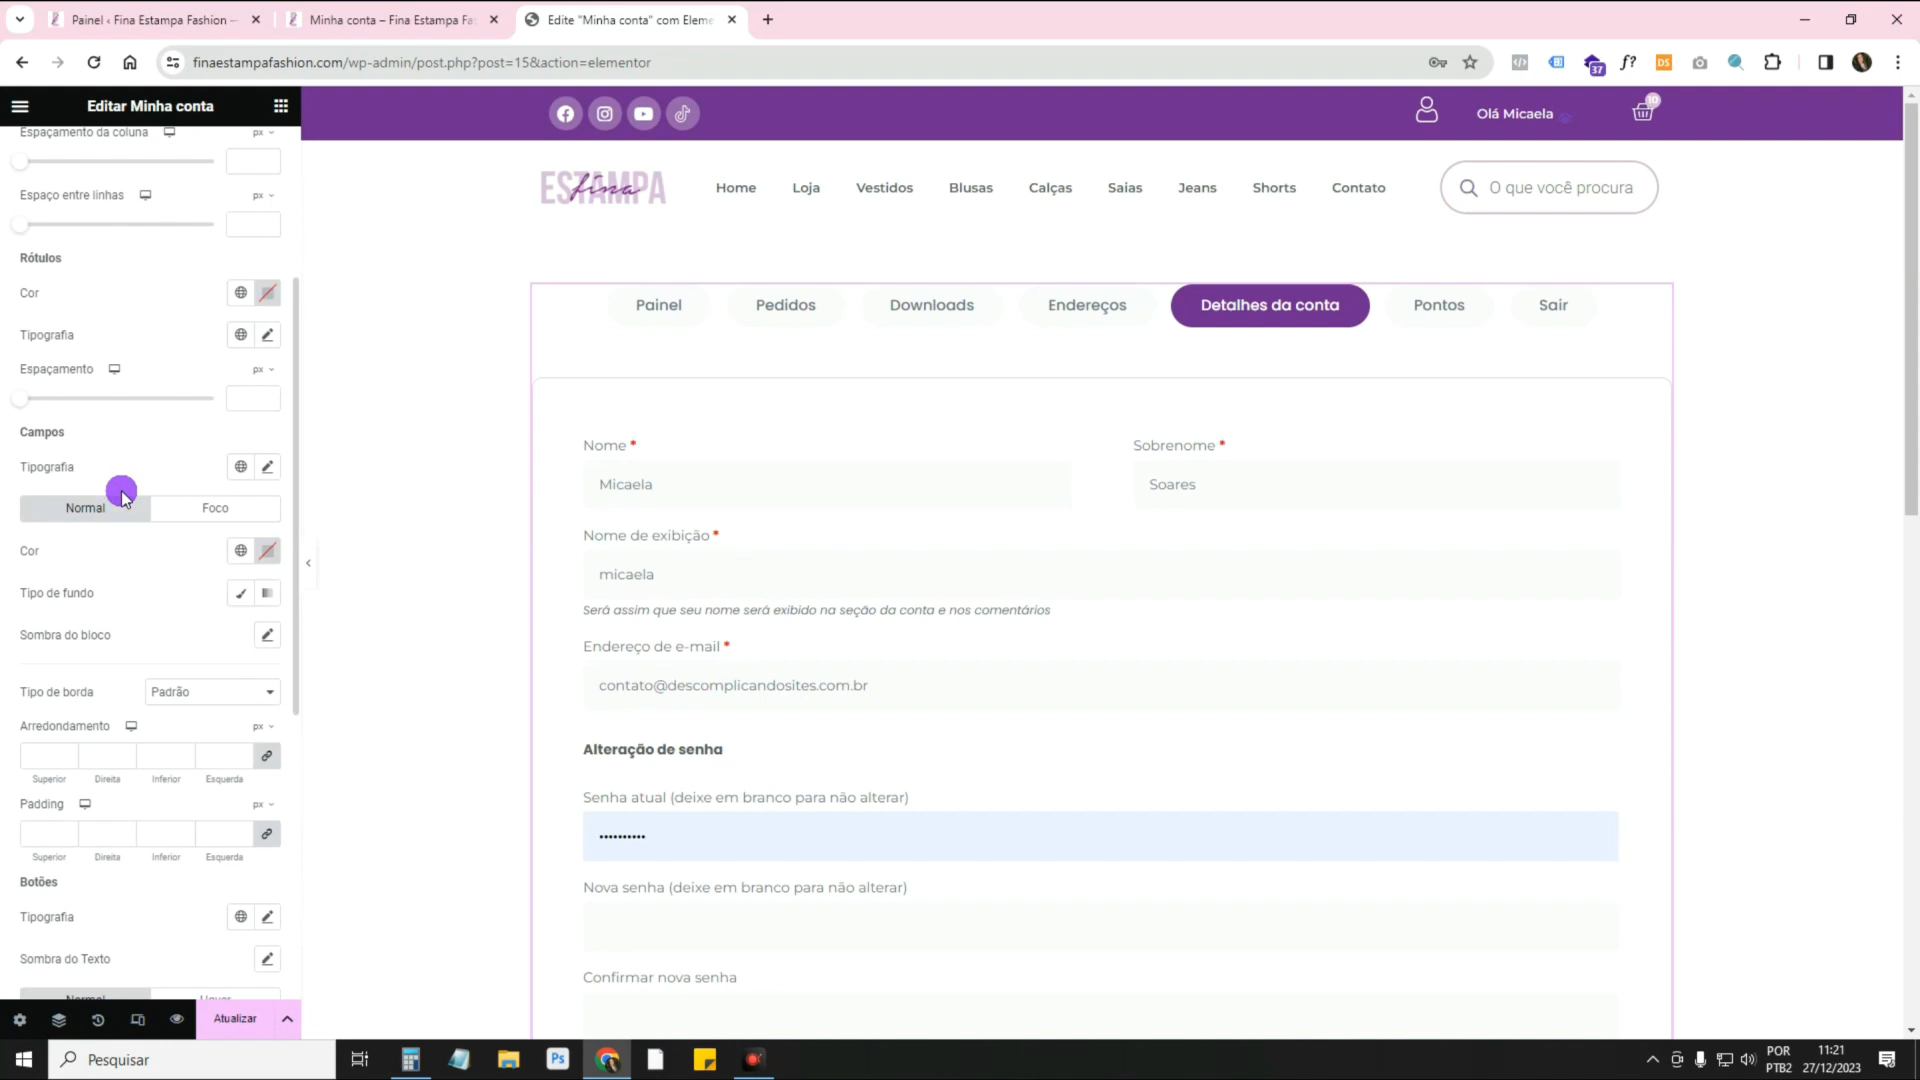 Painel ‹ Fina Estampa Fashion —
Minha conta – Fina Estampa Fa
Edite "Minha conta" com Eleme
finaestampafashion.com/wp-admin/post.php?post=15&action=elementor
37
f?
DS
Editar Minha conta
Olá Micaela
10
Espaçamento da coluna
px
Espaço entre linhas
px
Rótulos
Cor
Tipografia
Espaçamento
px
Campos
Tipografia
Normal
Foco
Cor
Tipo de fundo
Sombra do bloco
Tipo de borda
Padrão
Arredondamento
px
Superior
Direita
Inferior
Esquerda
Padding
px
Superior
Direita
Inferior
Esquerda
Botões
Tipografia
Sombra do Texto
Normal
Hover
Atualizar
ESTAMPA
fina
Home
Loja
Vestidos
Blusas
Calças
Saias
Jeans
Shorts
Contato
O que você procura
Painel
Pedidos
Downloads
Endereços
Detalhes da conta
Pontos
Sair
Nome *
Sobrenome *
Micaela
Soares
Nome de exibição *
micaela
Será assim que seu nome será exibido na seção da conta e nos comentários
Endereço de e-mail *
contato@descomplicandosites.com.br
Alteração de senha
Senha atual (deixe em branco para não alterar)
••••••••••
Nova senha (deixe em branco para não alterar)
Confirmar nova senha
Pesquisar
Ps
POR
PTB2
11:21
27/12/2023